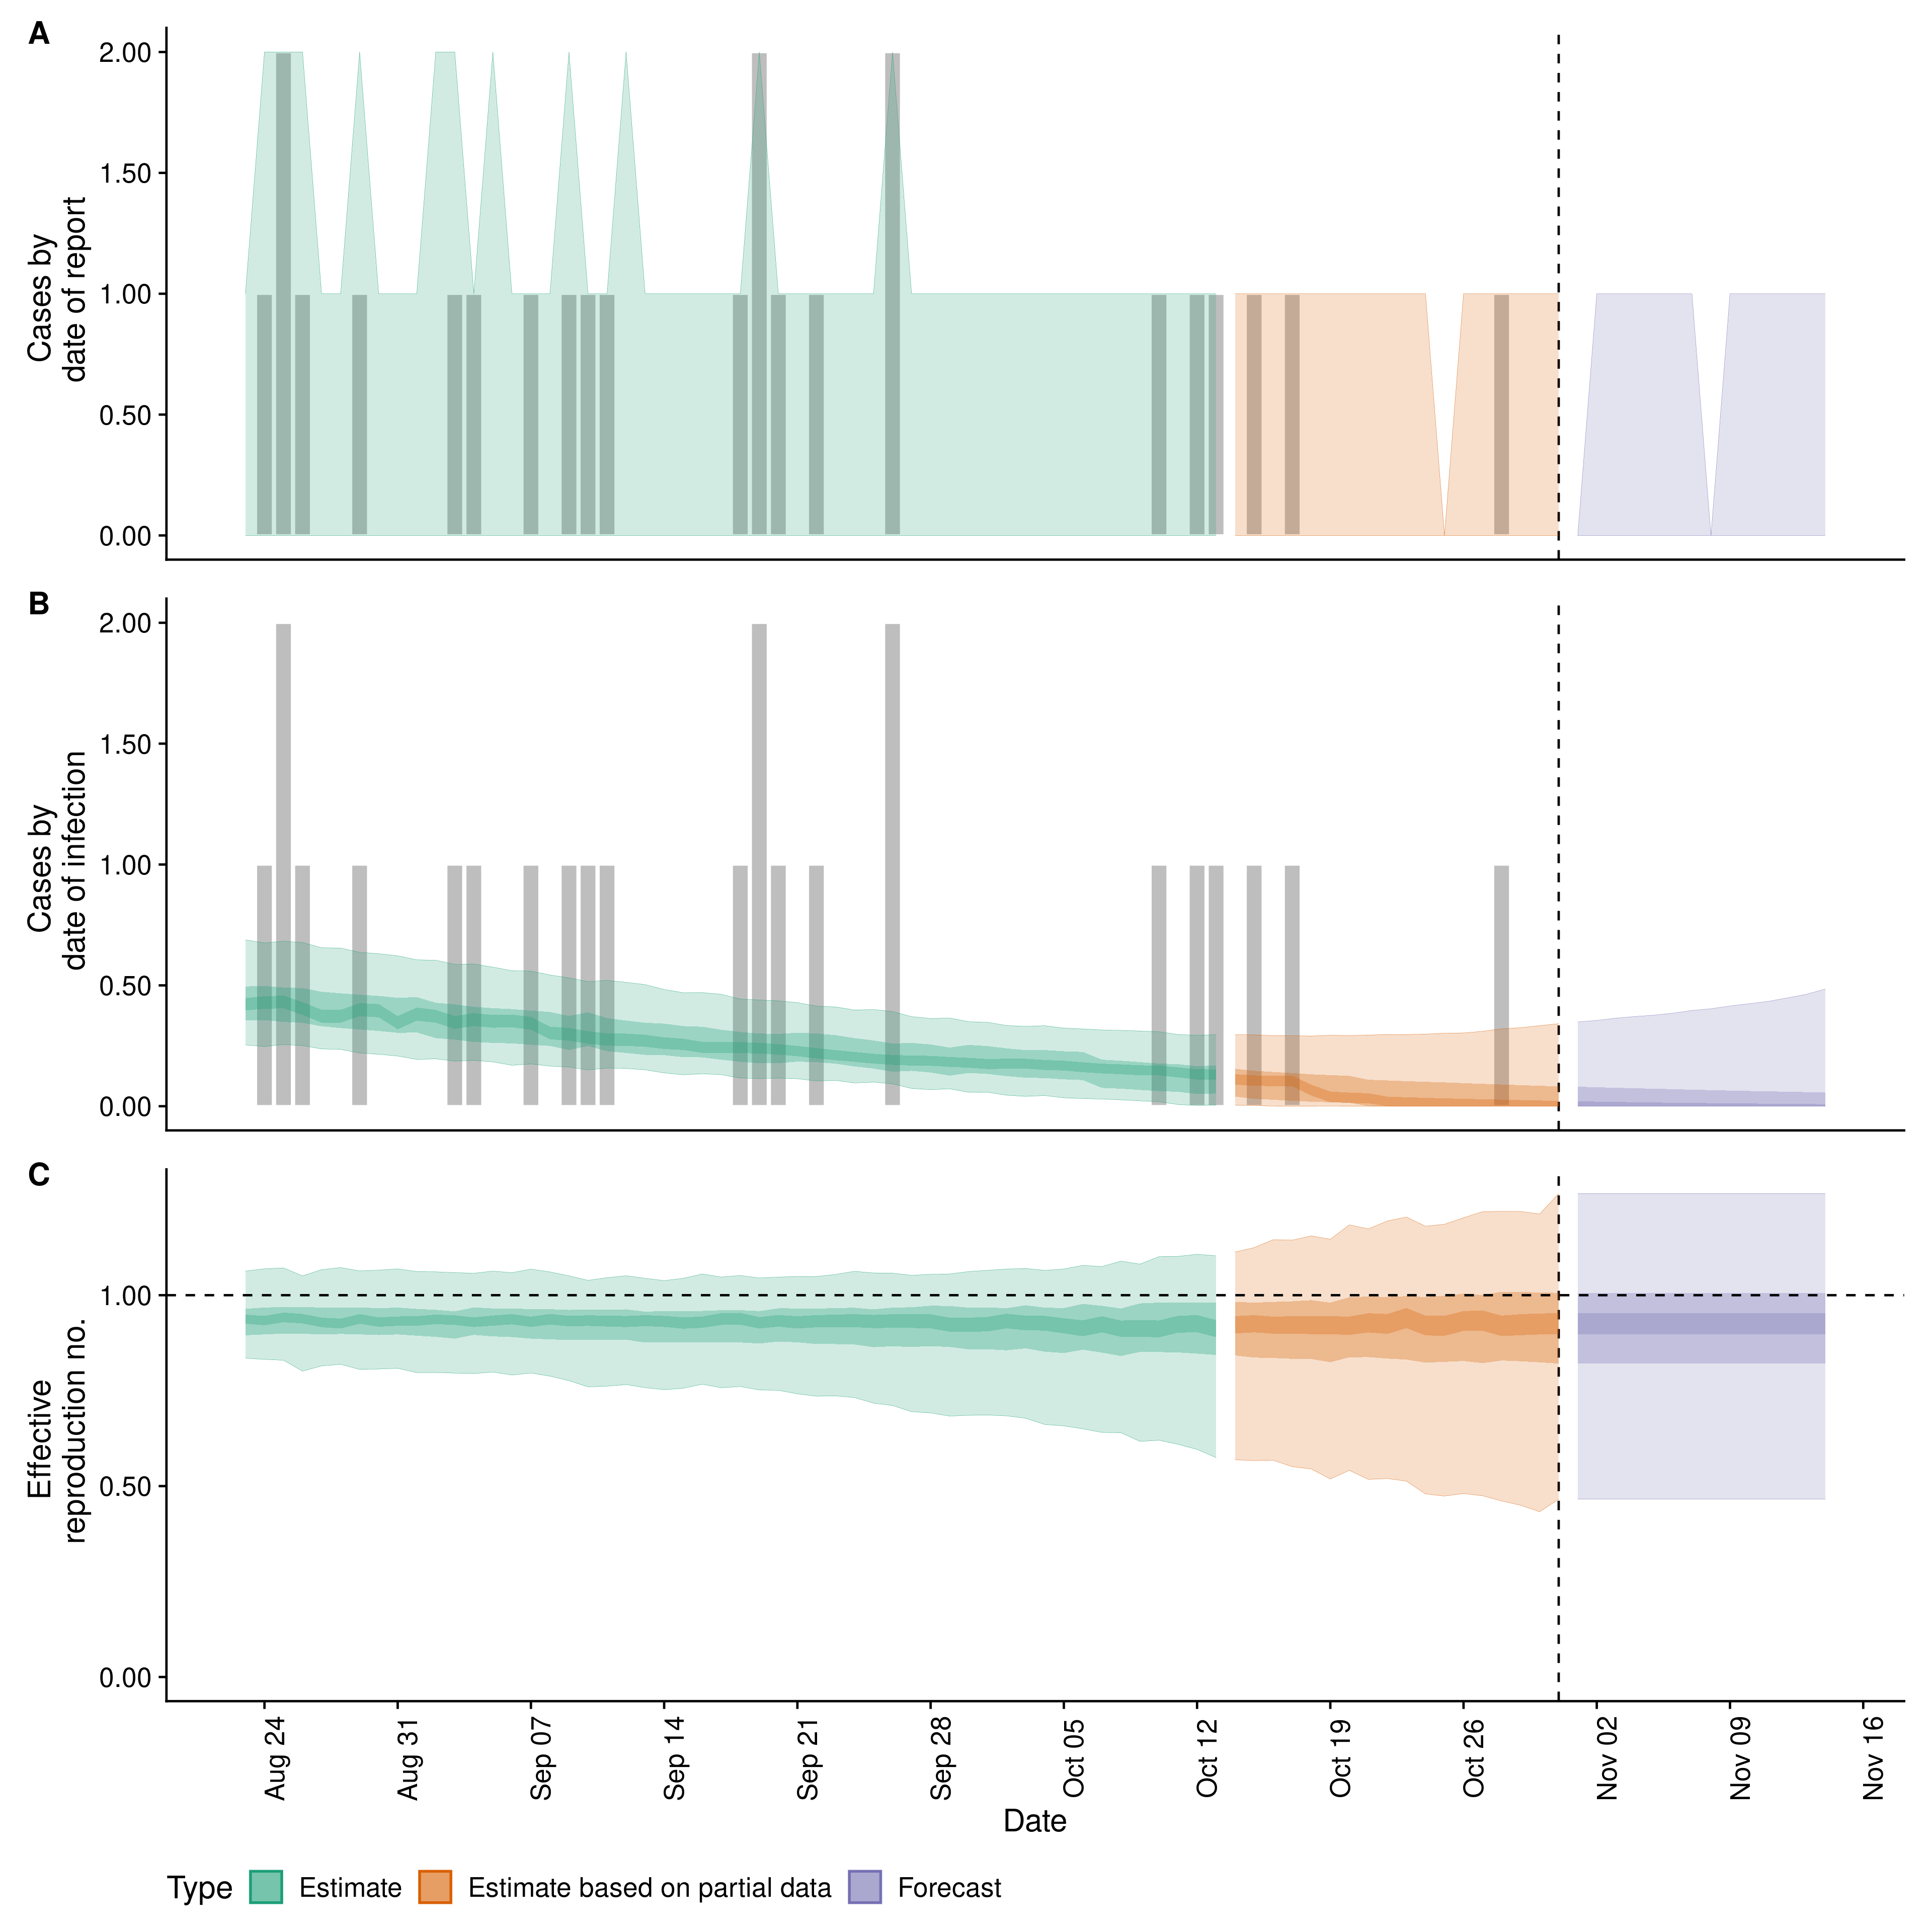 A
2.00
1.50
1.00
0.50
0.00
Cases by
date of report
B
2.00
1.50
1.00
0.50
0.00
Cases by
date of infection
C
1.00
0.50
0.00
Effective
reproduction no.
Aug 24
Aug 31
Sep 07
Sep 14
Sep 21
Sep 28
Oct 05
Oct 12
Oct 19
Oct 26
Nov 02
Nov 09
Nov 16
Date
Type Estimate Estimate based on partial data Forecast